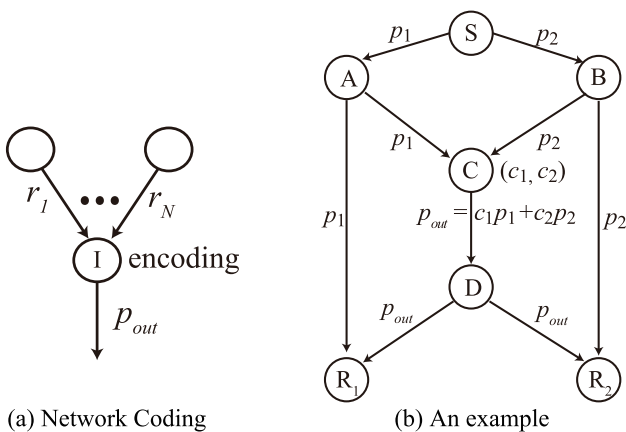 r1 ... rN
I encoding
pout
(a) Network Coding
S
p1 p2
A B
p1 p2
C (c1, c2)
p1 pout = c1p1+c2p2 p2
D
pout pout
R1 R2
(b) An example